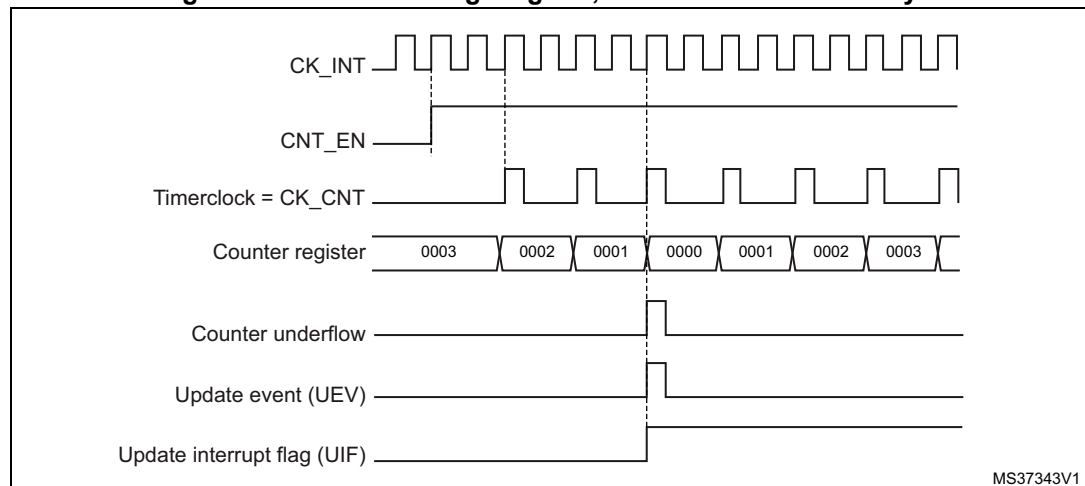 CK_INT
CNT_EN
Timerclock = CK_CNT
Counter register 0003 0002 0001 0000 0001 0002 0003
Counter underflow
Update event (UEV)
Update interrupt flag (UIF)
MS37343V1